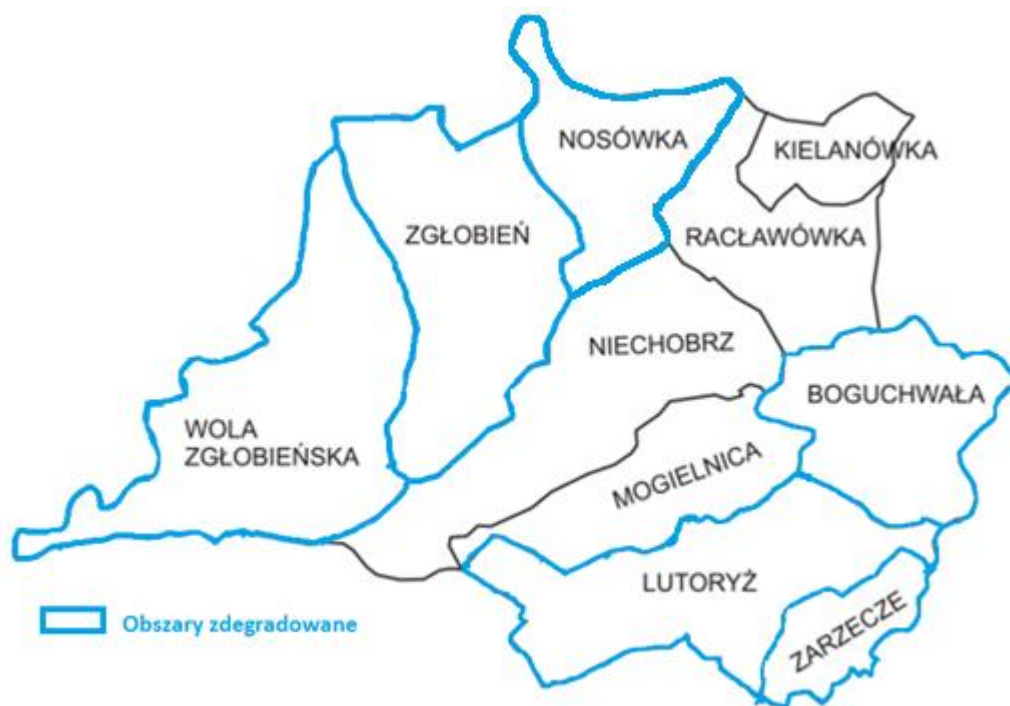 NOSÓWKA
KIELANÓWKA
ZGŁOBIEŃ
RACŁAWÓWKA
NIECHOBRZ
BOGUCHWAŁA
WOLA
ZGŁOBIEŃSKA
MOGIELNICA
LUTORYŻ
ZARZECZE
Obszary zdegradowane